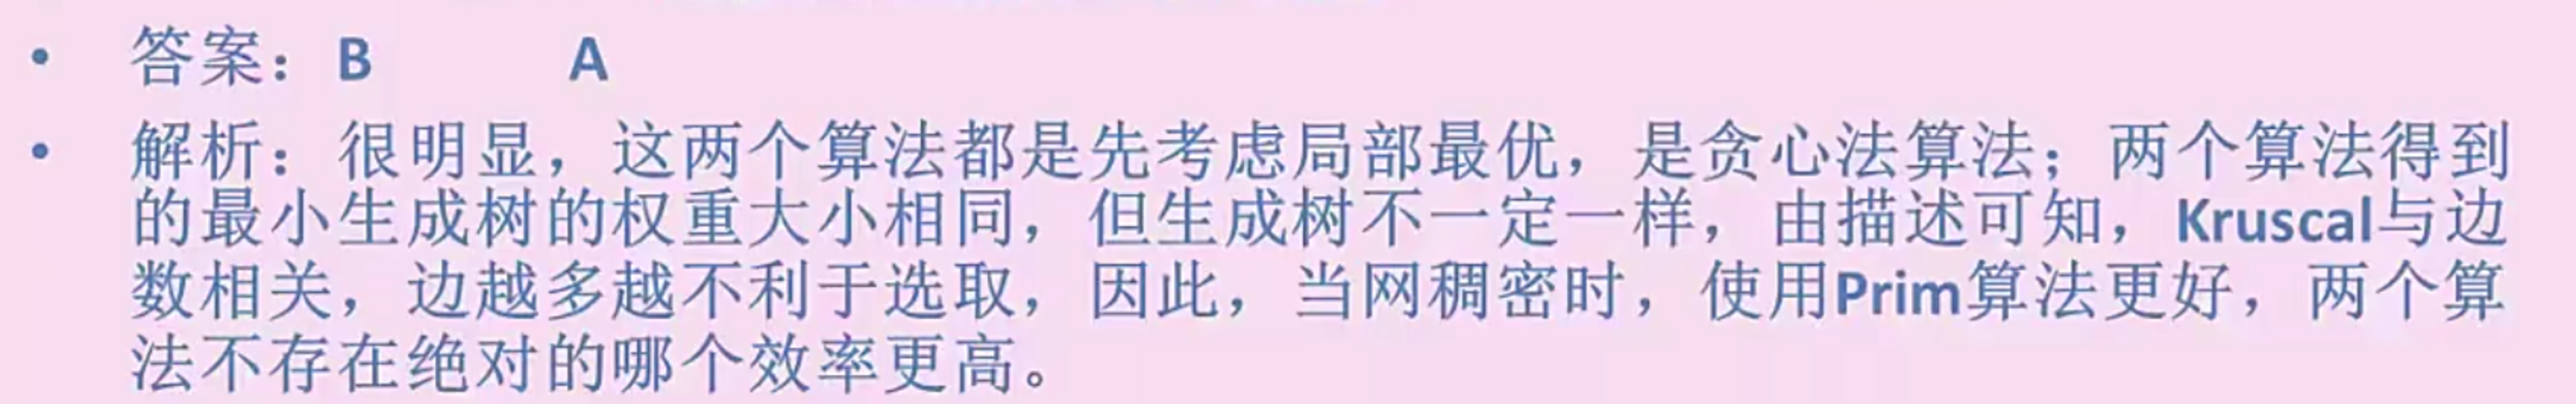 • 答案：B A
• 解析：很明显，这两个算法都是先考虑局部最优，是贪心法算法；两个算法得到
的最小生成树的权重大小相同，但生成树不一定一样，由描述可知，Kruscal与边
数相关，边越多越不利于选取，因此，当网稠密时，使用Prim算法更好，两个算
法不存在绝对的哪个效率更高。